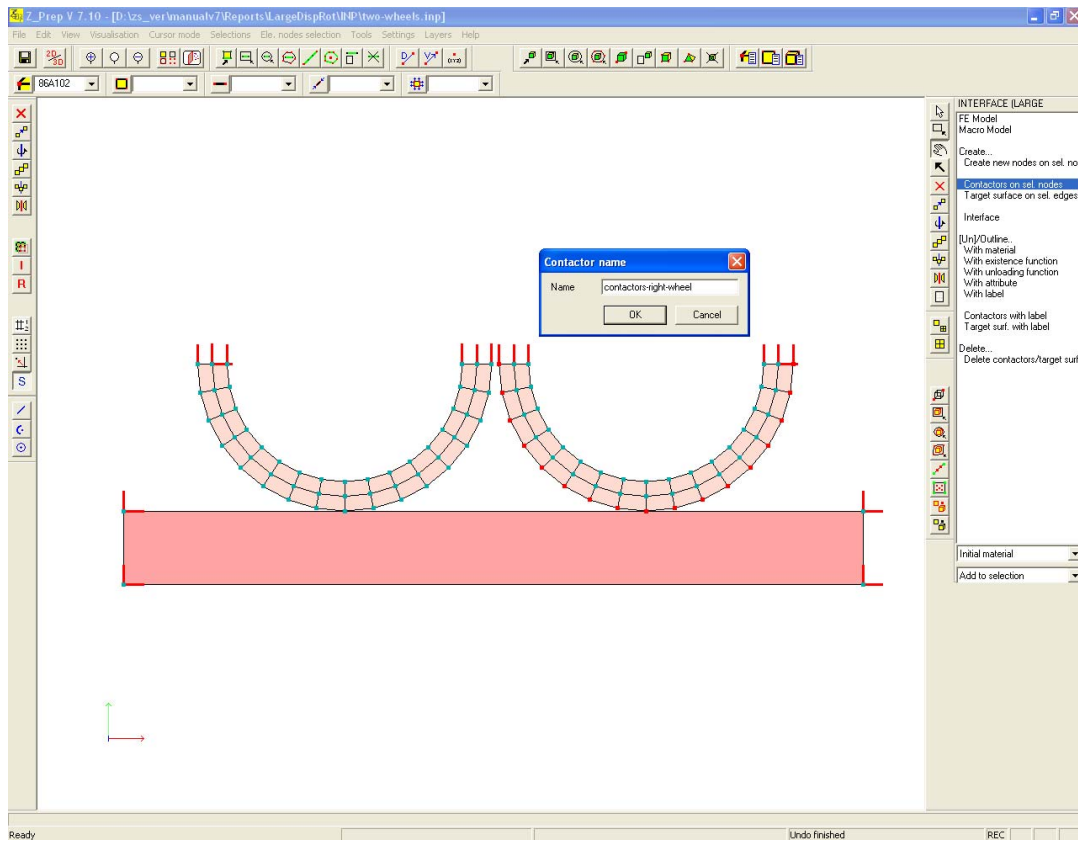 Z_Prep V 7.10 - [D:\zs_ver\manualv7\Reports\LargeDispRot\INP\two-wheels.inp]
File Edit View Visualisation Cursor mode Selections Ele. nodes selection Tools Settings Layers Help
2D/3D
(XYZ)
86A102
INTERFACE (LARGE
FE Model
Macro Model
Create...
Create new nodes on sel. no
Contactors on sel. nodes
Target surface on sel. edges
Interface
[Un]/Outline..
With material
With existence function
With unloading function
With attribute
With label
Contactors with label
Target surf. with label
Delete...
Delete contactors/target surf
Contactor name
Name contactors-right-wheel
OK Cancel
I
R
S
Initial material
Add to selection
Ready Undo finished REC